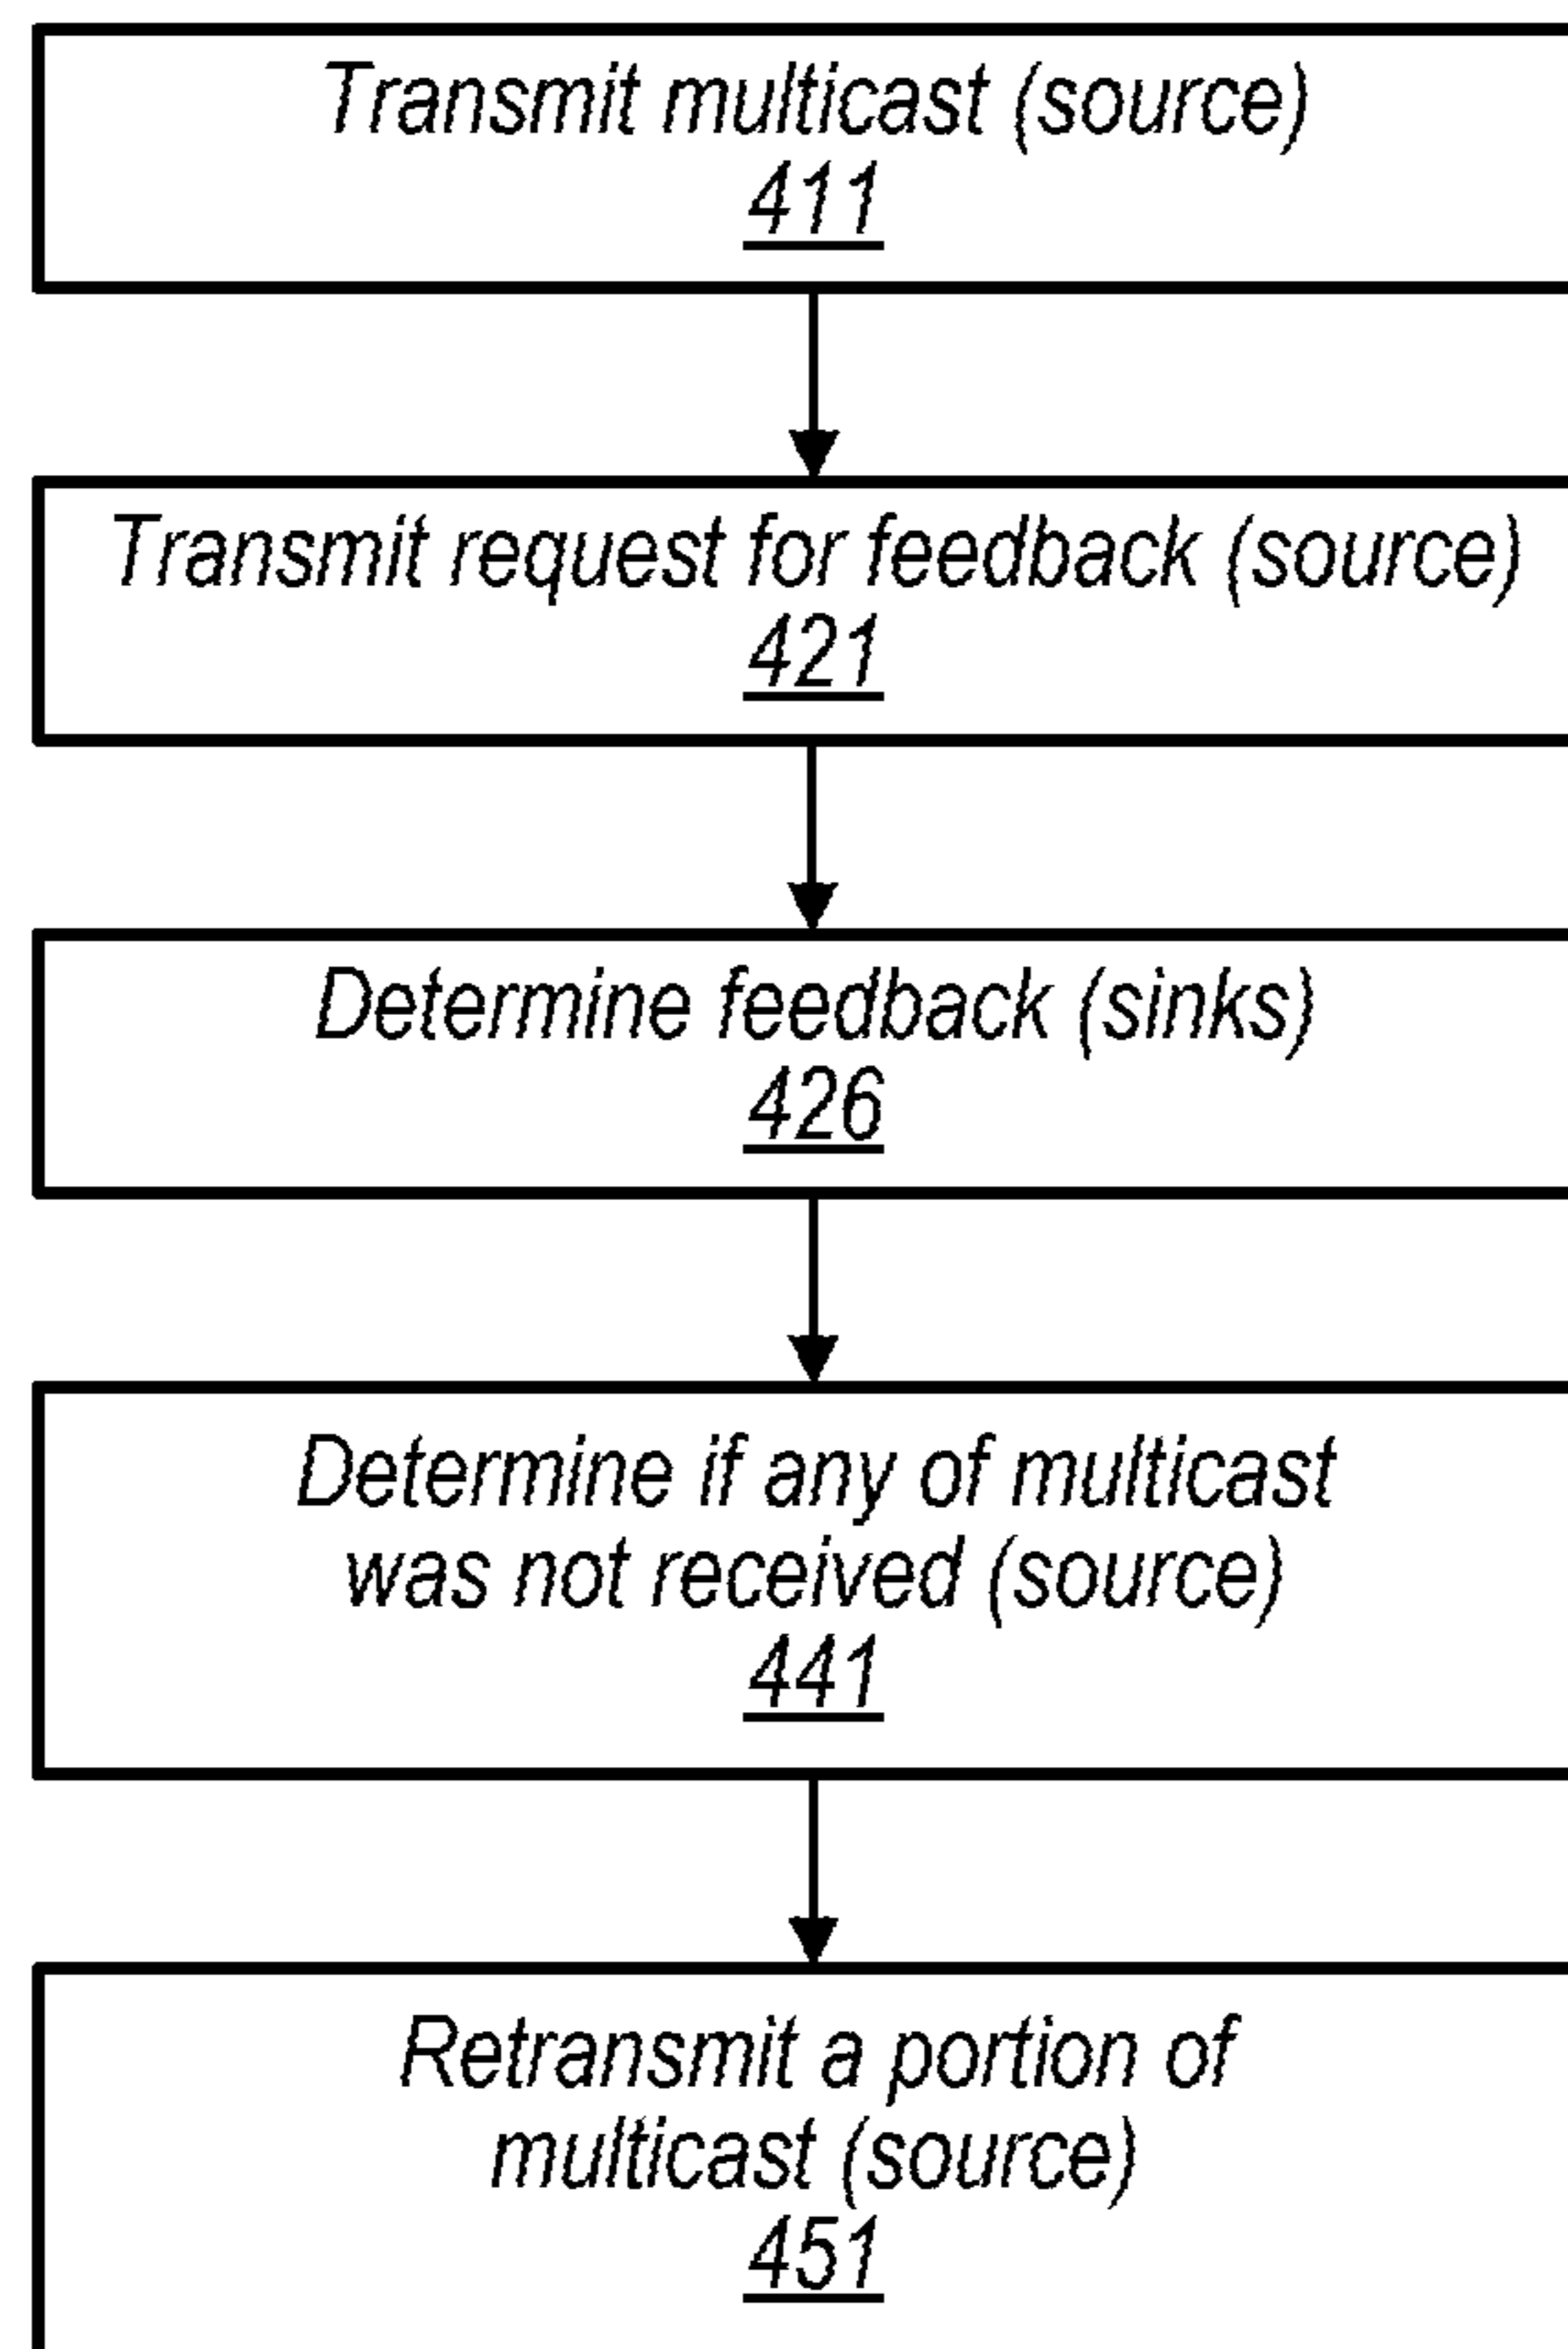 Transmit multicast (source)
411
Transmit request for feedback (source)
421
Determine feedback (sinks)
426
Determine if any of multicast
was not received (source)
441
Retransmit a portion of
multicast (source)
451